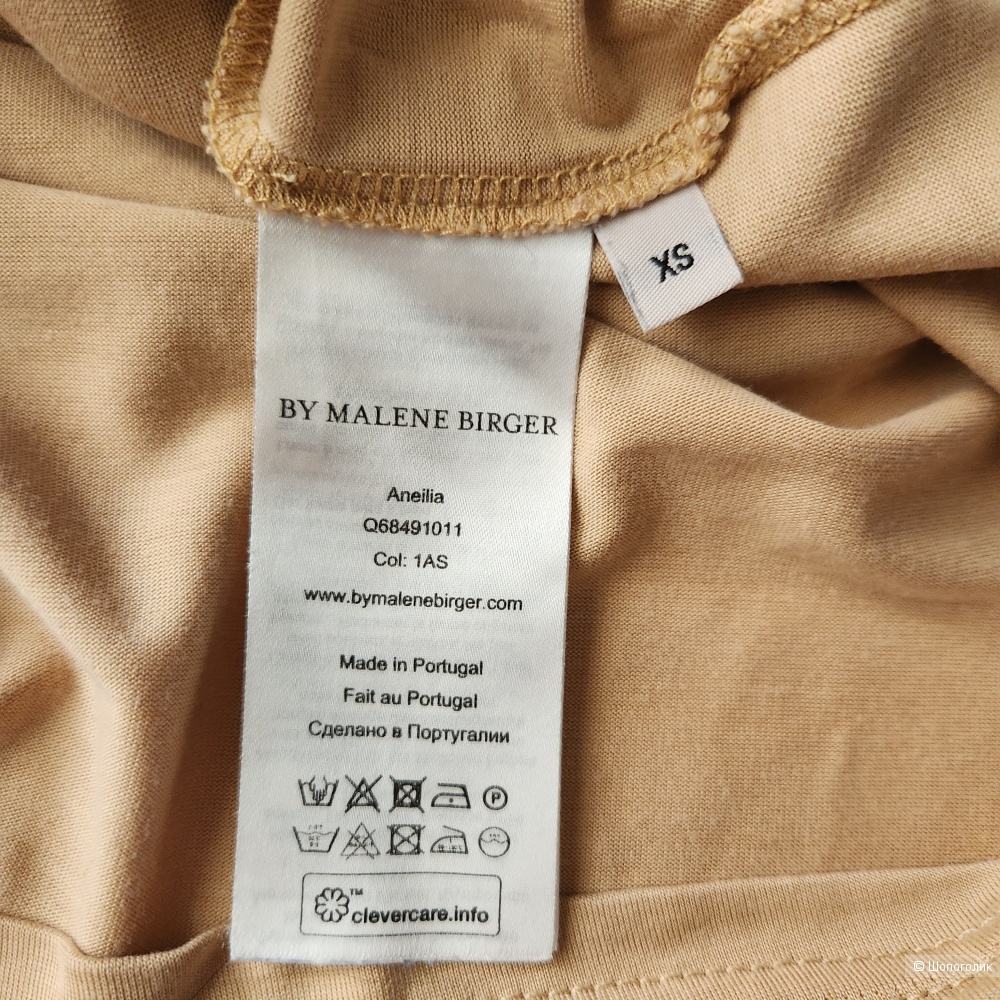 XS
BY MALENE BIRGER
Aneilia
Q68491011
Col: 1AS
www.bymalenebirger.com
Made in Portugal
Fait au Portugal
Сделано в Португалии
P
™
clevercare.info
© Шопоголик